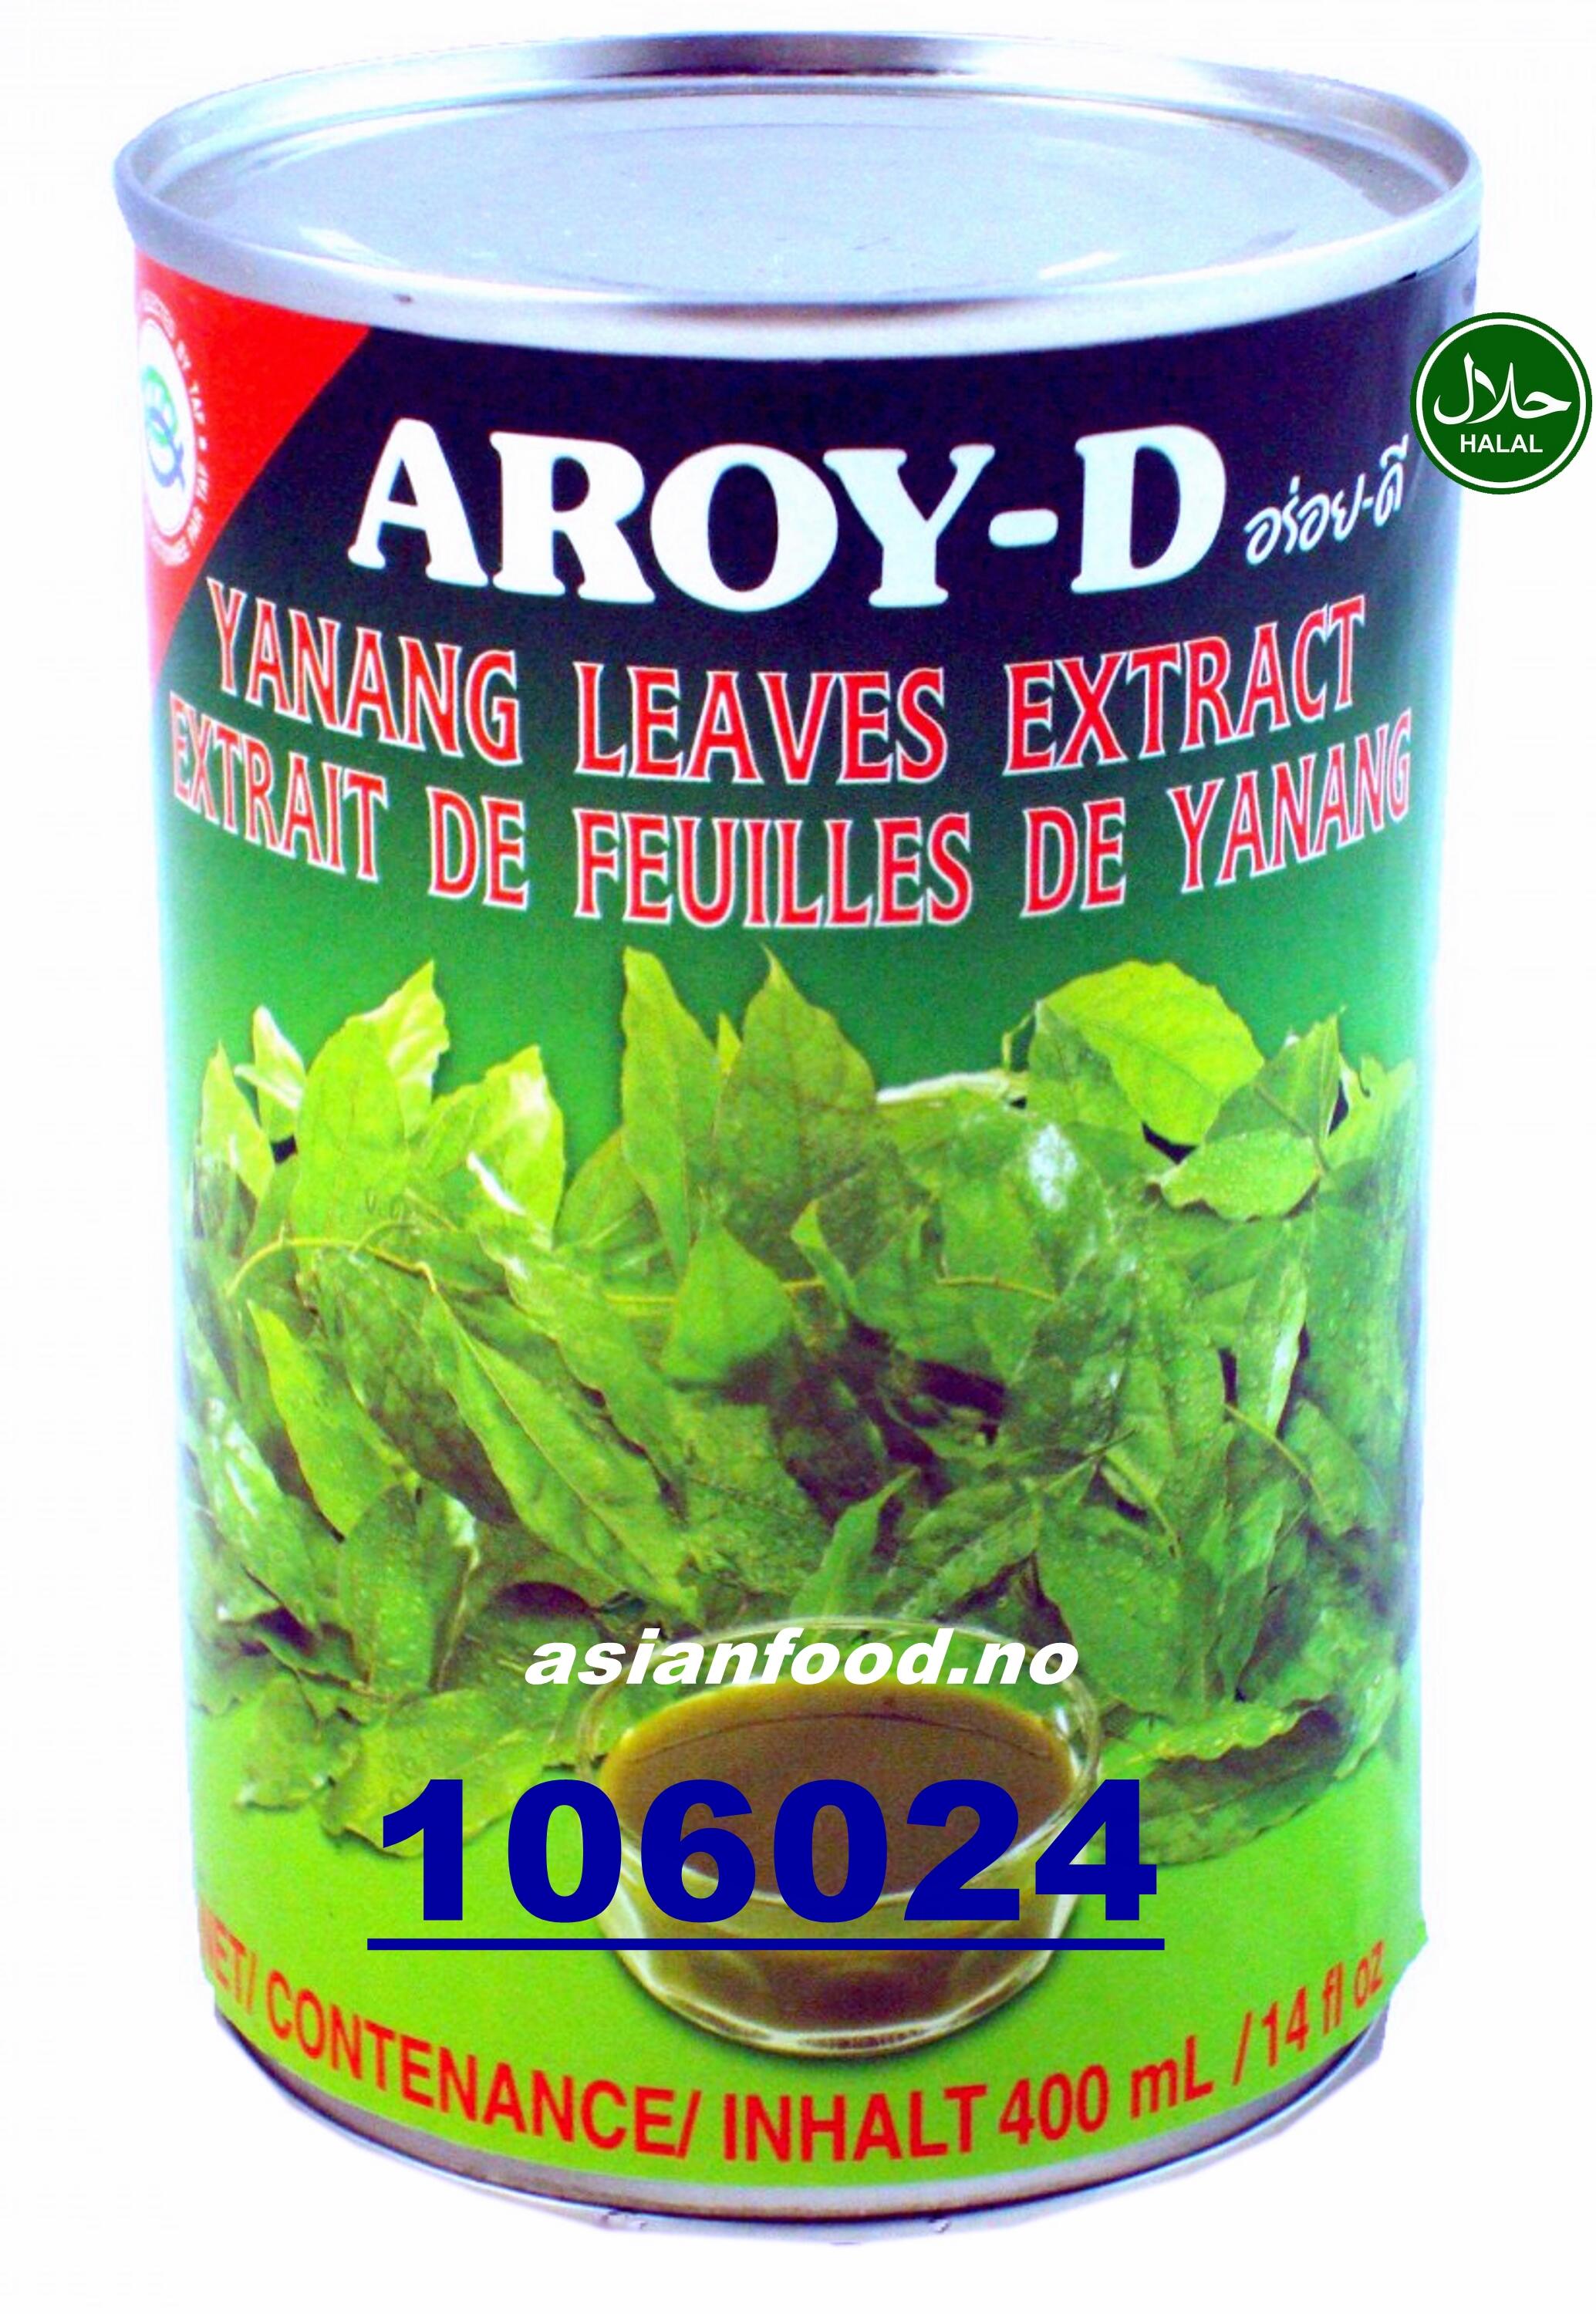 AROY-D อร่อย-ดี
حلال
HALAL
YANANG LEAVES EXTRACT
EXTRAIT DE FEUILLES DE YANANG
asianfood.no
106024
NET/ CONTENANCE/ INHALT 400 mL / 14 fl oz